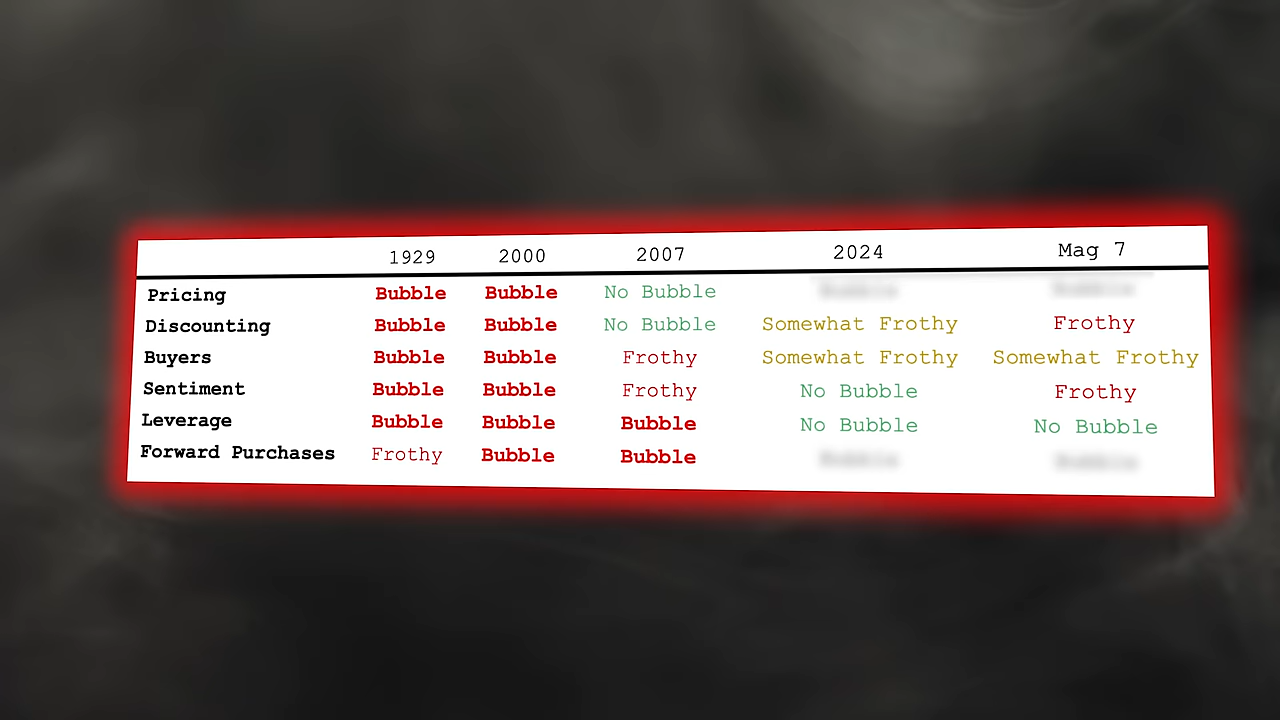 1929 2000 2007 2024 Mag 7
Pricing Bubble Bubble No Bubble
Discounting Bubble Bubble No Bubble Somewhat Frothy Frothy
Buyers Bubble Bubble Frothy Somewhat Frothy Somewhat Frothy
Sentiment Bubble Bubble Frothy No Bubble Frothy
Leverage Bubble Bubble Bubble No Bubble No Bubble
Forward Purchases Frothy Bubble Bubble